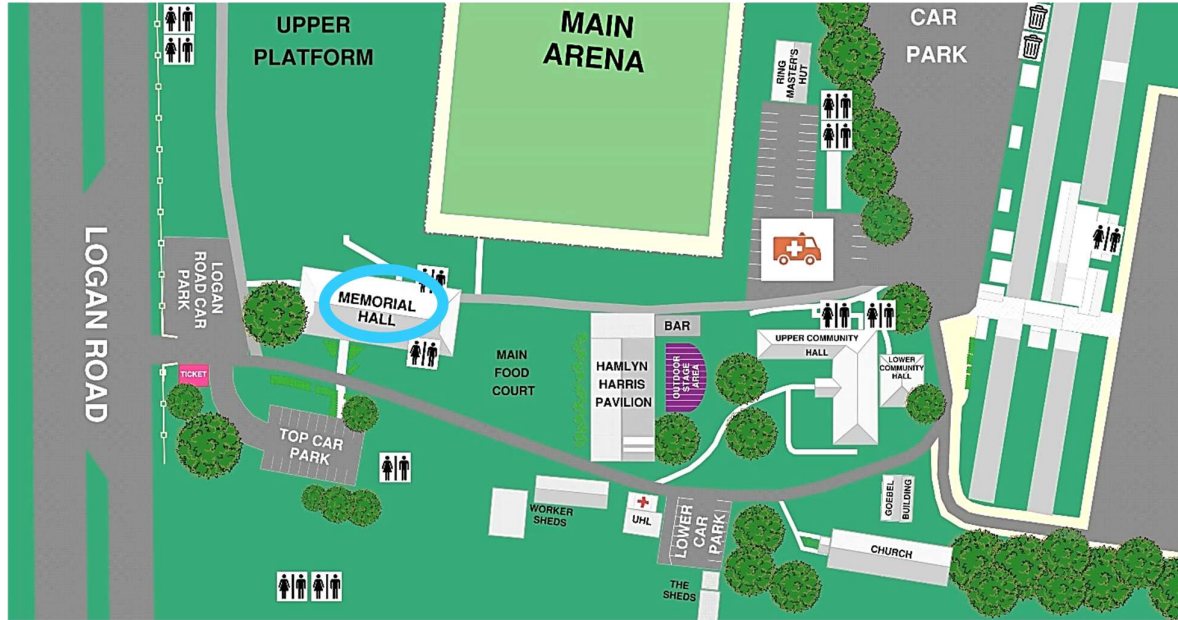 UPPER
PLATFORM
MAIN
ARENA
CAR
PARK
RING
MASTER'S
HUT
LOGAN ROAD
LOGAN
ROAD CAR
PARK
MEMORIAL
HALL
TICKET
TOP CAR
PARK
MAIN
FOOD
COURT
HAMLYN
HARRIS
PAVILION
BAR
OUTDOOR
STAGE
AREA
UPPER COMMUNITY
HALL
LOWER
COMMUNITY
HALL
WORKER
SHEDS
UHL
LOWER
CAR
PARK
THE
SHEDS
GOEBEL
BUILDING
CHURCH